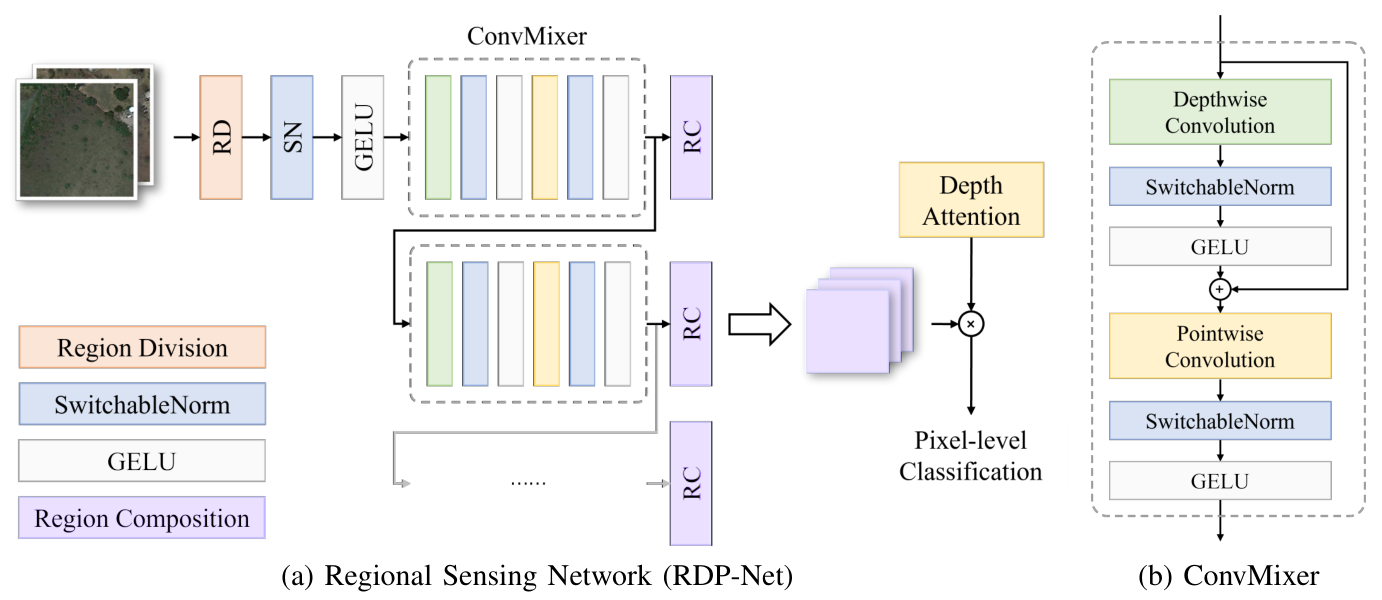 ConvMixer
RD
SN
GELU
RC
Depth
Attention
RC
Region Division
SwitchableNorm
GELU
Region Composition
......
RC
Pixel-level
Classification
(a) Regional Sensing Network (RDP-Net)
Depthwise
Convolution
SwitchableNorm
GELU
+
Pointwise
Convolution
SwitchableNorm
GELU
(b) ConvMixer